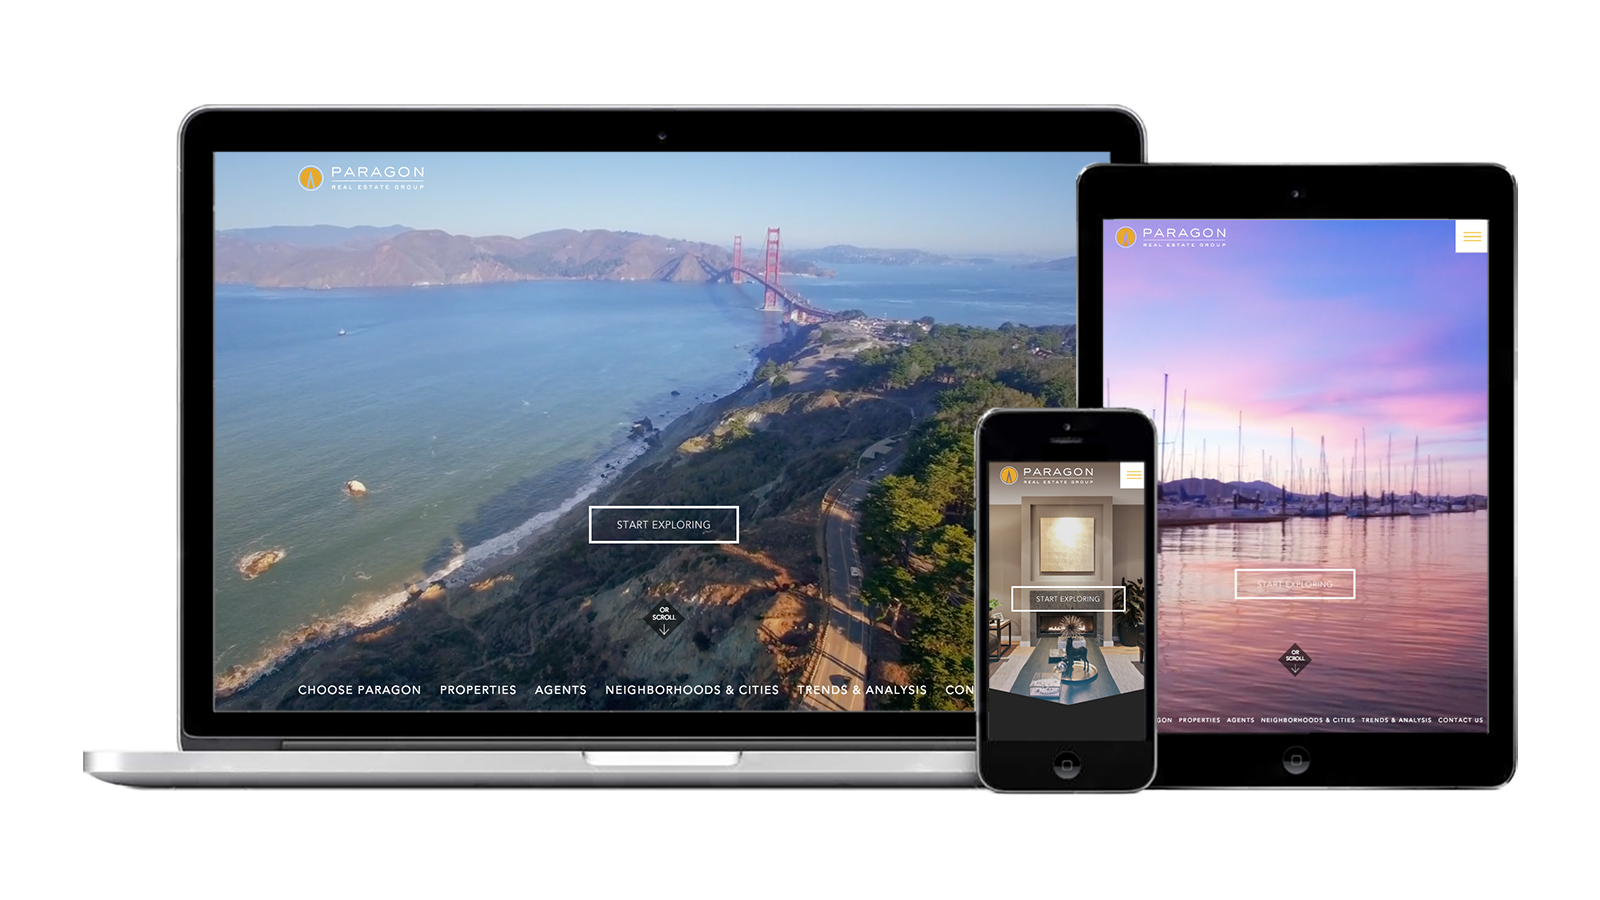 PARAGON
REAL ESTATE GROUP
START EXPLORING
OR
SCROLL
CHOOSE PARAGON PROPERTIES AGENTS NEIGHBORHOODS & CITIES TRENDS & ANALYSIS CON
PARAGON
REAL ESTATE GROUP
START EXPLORING
PARAGON
REAL ESTATE GROUP
START EXPLORING
OR
SCROLL
GON PROPERTIES AGENTS NEIGHBORHOODS & CITIES TRENDS & ANALYSIS CONTACT US